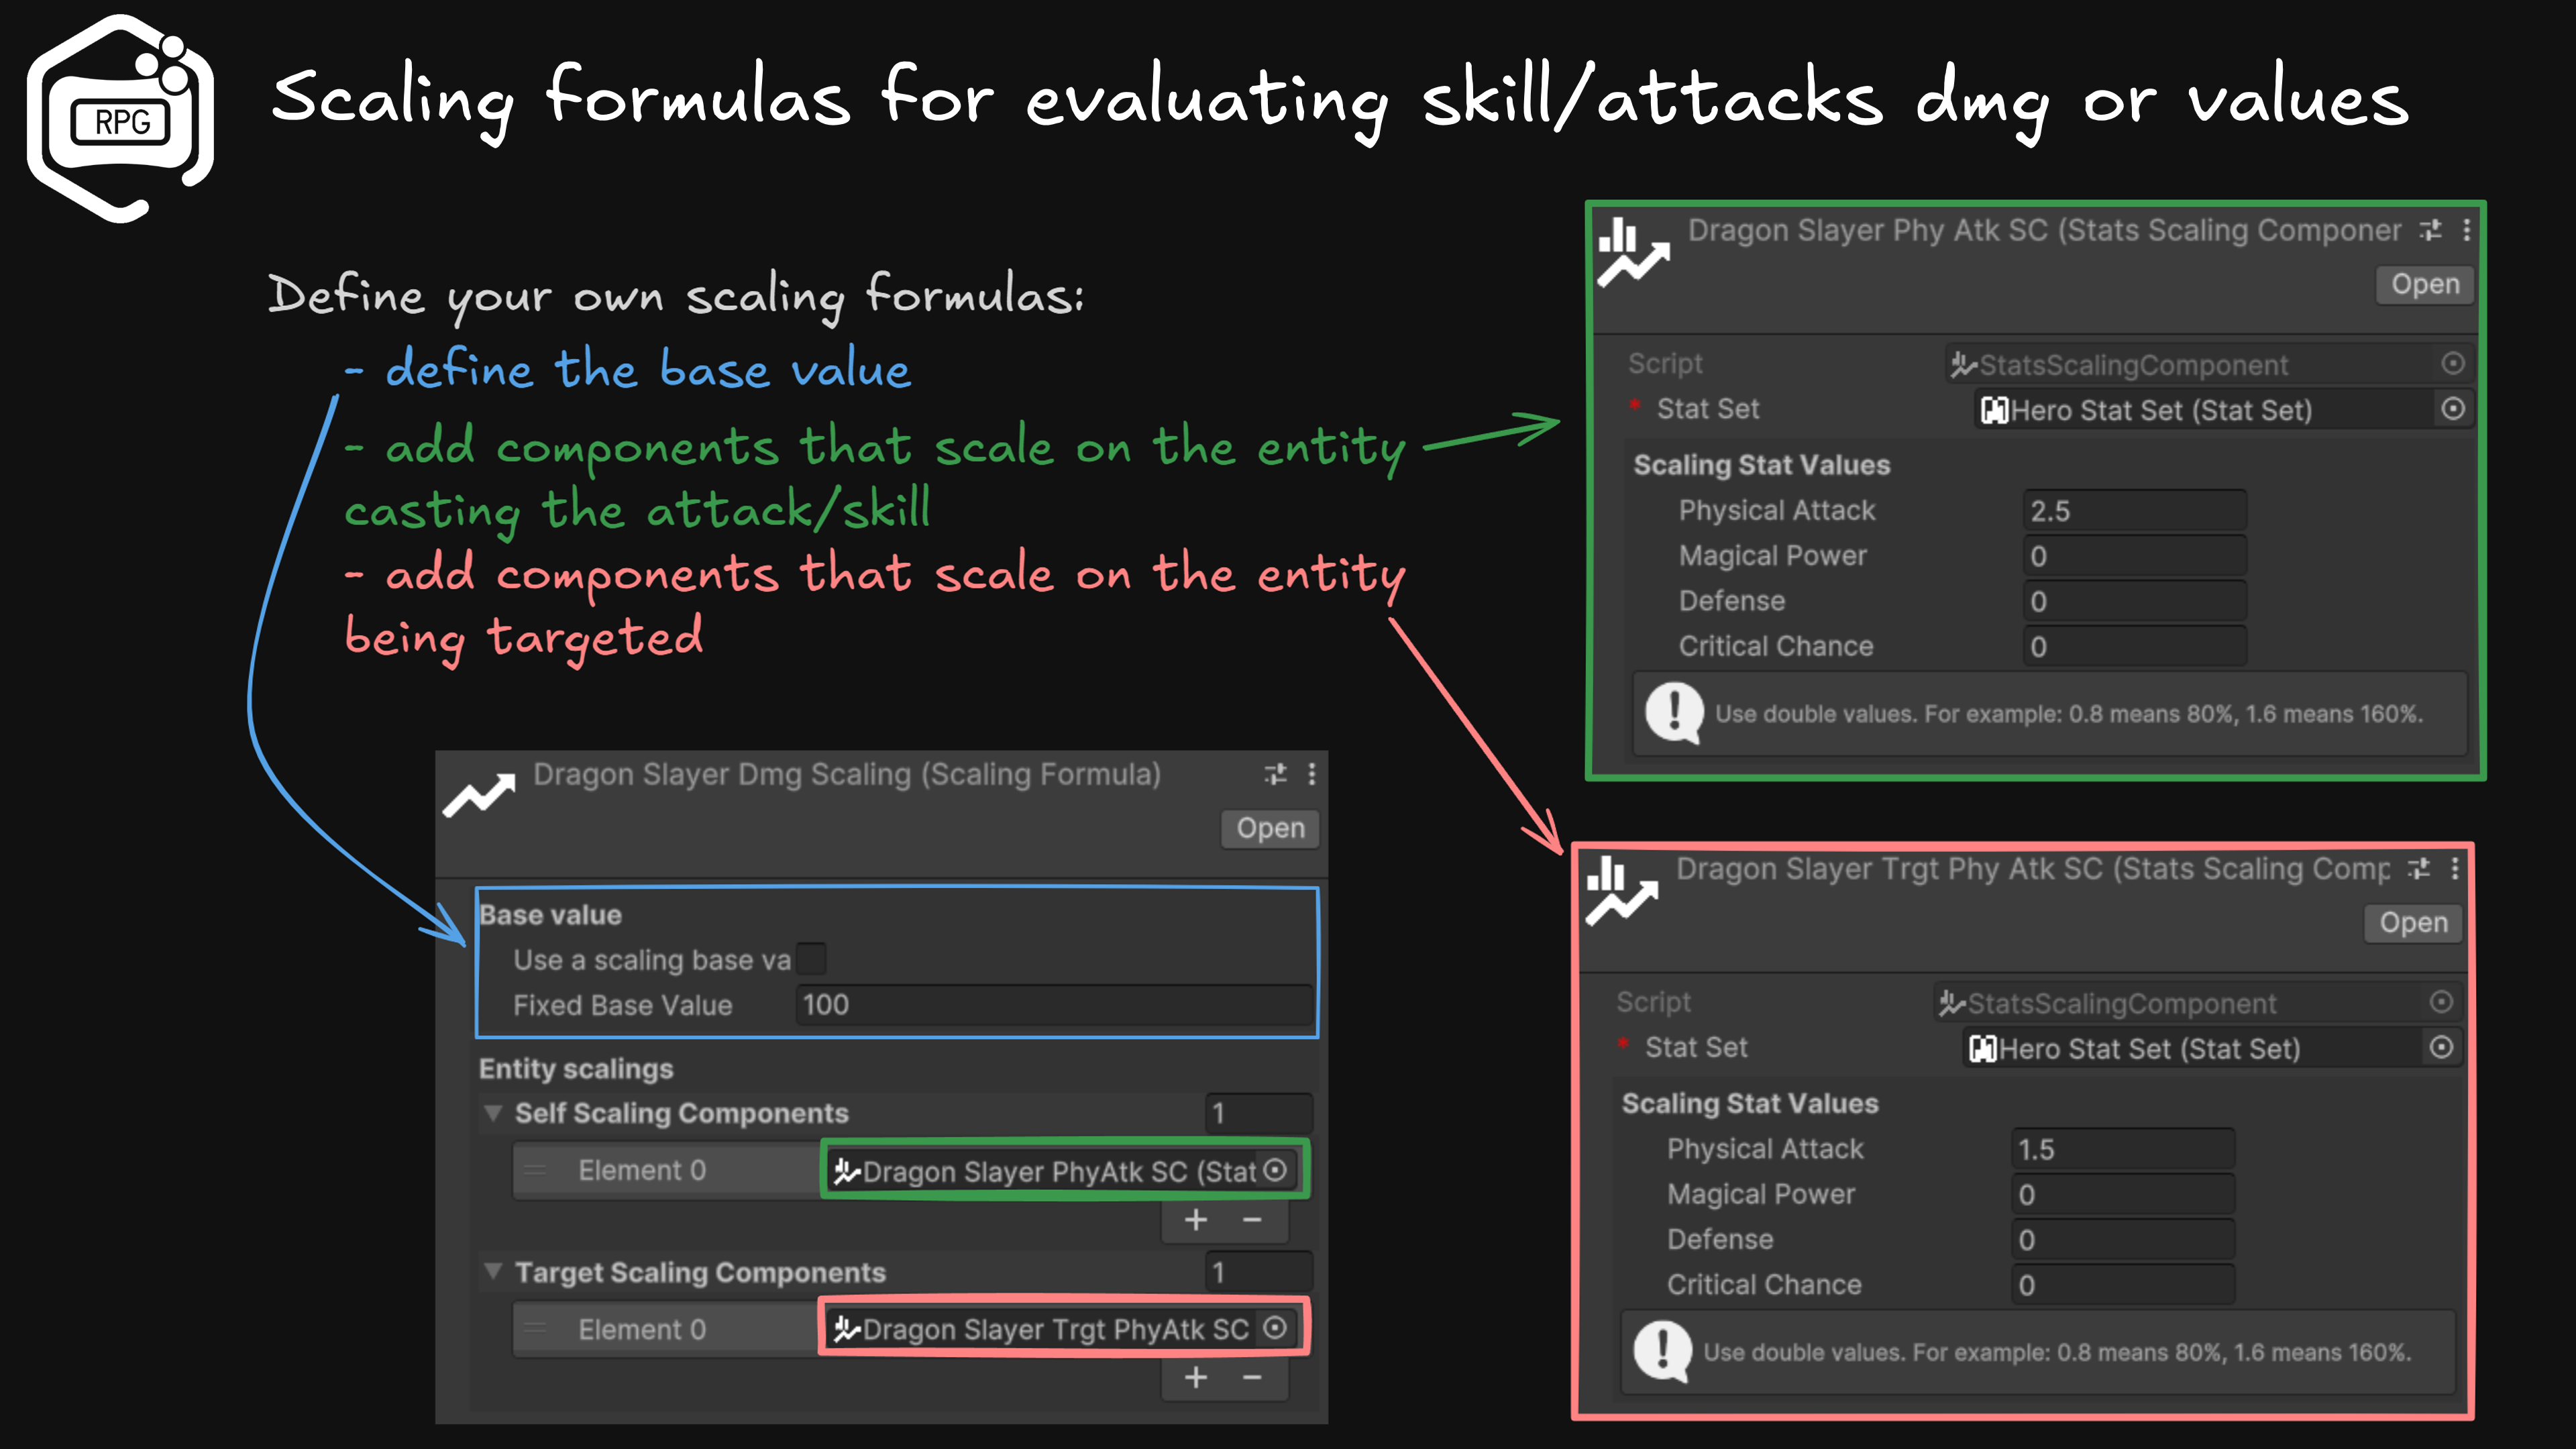 RPG
Scaling formulas for evaluating skill/attacks dmg or values
Define your own scaling formulas:
- define the base value
- add components that scale on the entity
casting the attack/skill
- add components that scale on the entity
being targeted
Dragon Slayer Phy Atk SC (Stats Scaling Componer
Open
Script StatsScalingComponent
* Stat Set Hero Stat Set (Stat Set)
Scaling Stat Values
Physical Attack 2.5
Magical Power 0
Defense 0
Critical Chance 0
Use double values. For example: 0.8 means 80%, 1.6 means 160%.
Dragon Slayer Dmg Scaling (Scaling Formula)
Open
Base value
Use a scaling base va
Fixed Base Value 100
Entity scalings
Self Scaling Components 1
Element 0 Dragon Slayer PhyAtk SC (Stat
+ −
Target Scaling Components 1
Element 0 Dragon Slayer Trgt PhyAtk SC
+ −
Dragon Slayer Trgt Phy Atk SC (Stats Scaling Comp
Open
Script StatsScalingComponent
* Stat Set Hero Stat Set (Stat Set)
Scaling Stat Values
Physical Attack 1.5
Magical Power 0
Defense 0
Critical Chance 0
Use double values. For example: 0.8 means 80%, 1.6 means 160%.